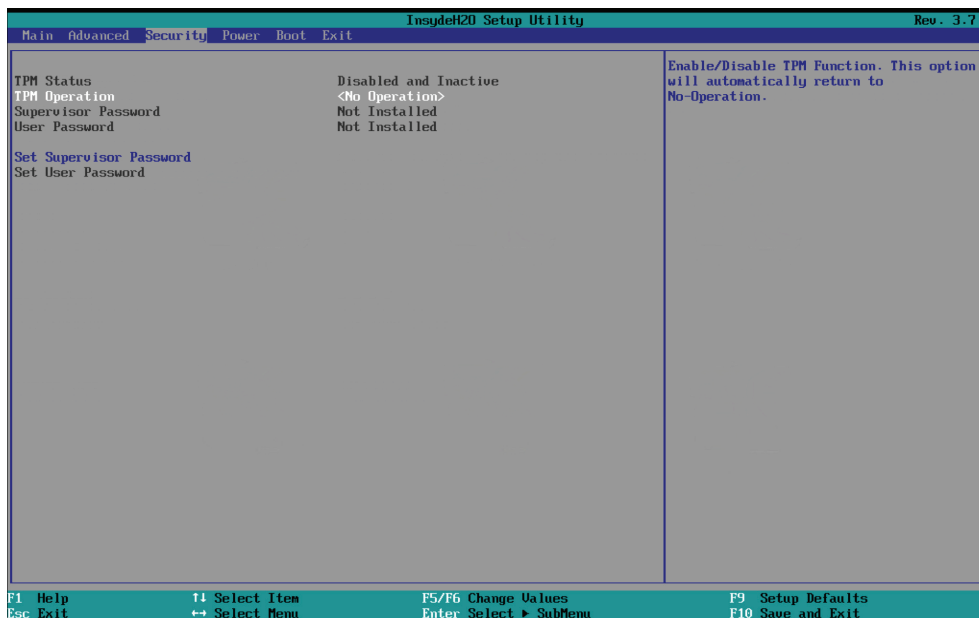 InsydeH2O Setup Utility Rev. 3.7
Main Advanced Security Power Boot Exit
TPM Status Disabled and Inactive
TPM Operation <No Operation>
Supervisor Password Not Installed
User Password Not Installed
Set Supervisor Password
Set User Password
Enable/Disable TPM Function. This option
will automatically return to
No-Operation.
F1 Help ↑↓ Select Item F5/F6 Change Values F9 Setup Defaults
Esc Exit ←→ Select Menu Enter Select ► SubMenu F10 Save and Exit